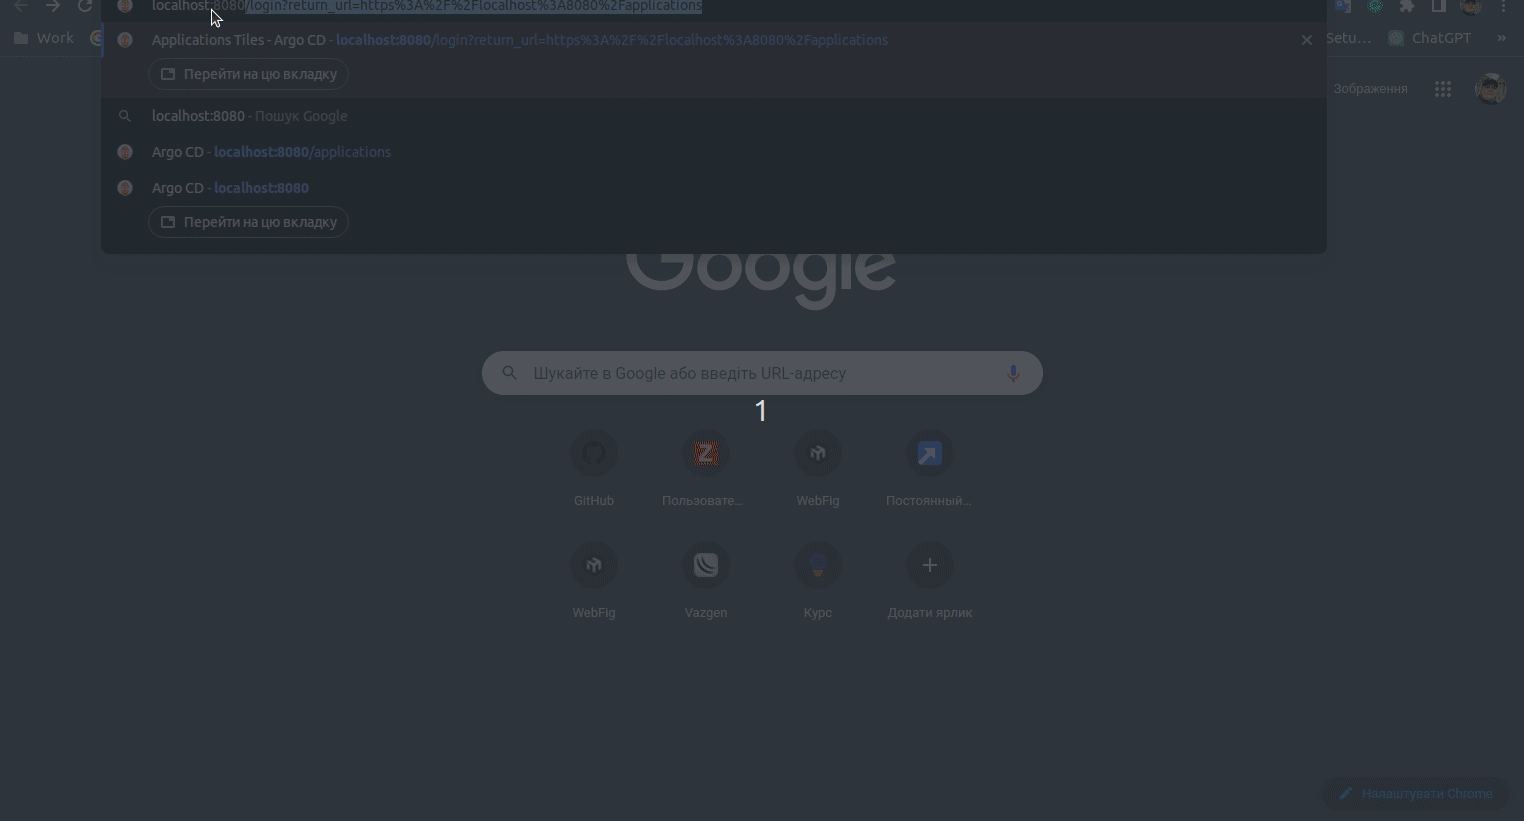 localhost:8080/login?return_url=https%3A%2F%2Flocalhost%3A8080%2Fapplications
Work
Setu...
ChatGPT
»
Applications Tiles - Argo CD - localhost:8080/login?return_url=https%3A%2F%2Flocalhost%3A8080%2Fapplications
Перейти на цю вкладку
localhost:8080 - Пошук Google
Зображення
Argo CD - localhost:8080/applications
Argo CD - localhost:8080
Перейти на цю вкладку
Google
Шукайте в Google або введіть URL-адресу
1
GitHub
Пользовате...
WebFig
Постоянный...
WebFig
Vazgen
Курс
Додати ярлик
Налаштувати Chrome